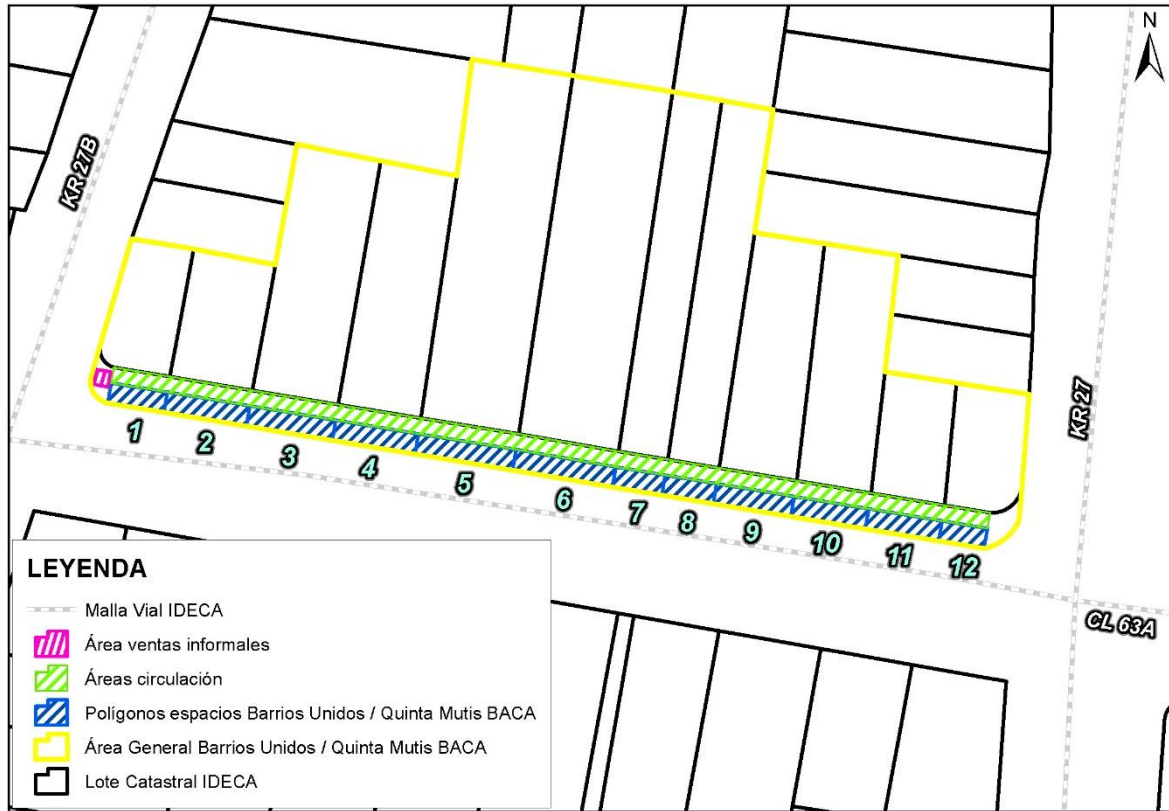 N
KR 27B
KR 27
1
2
3
4
5
6
7
8
9
10
11
12
CL 63A
LEYENDA
Malla Vial IDECA
Área ventas informales
Áreas circulación
Polígonos espacios Barrios Unidos / Quinta Mutis BACA
Área General Barrios Unidos / Quinta Mutis BACA
Lote Catastral IDECA